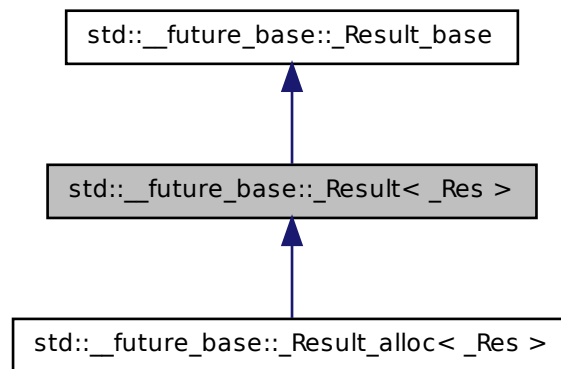 std::__future_base::_Result_base
std::__future_base::_Result< _Res >
std::__future_base::_Result_alloc< _Res >